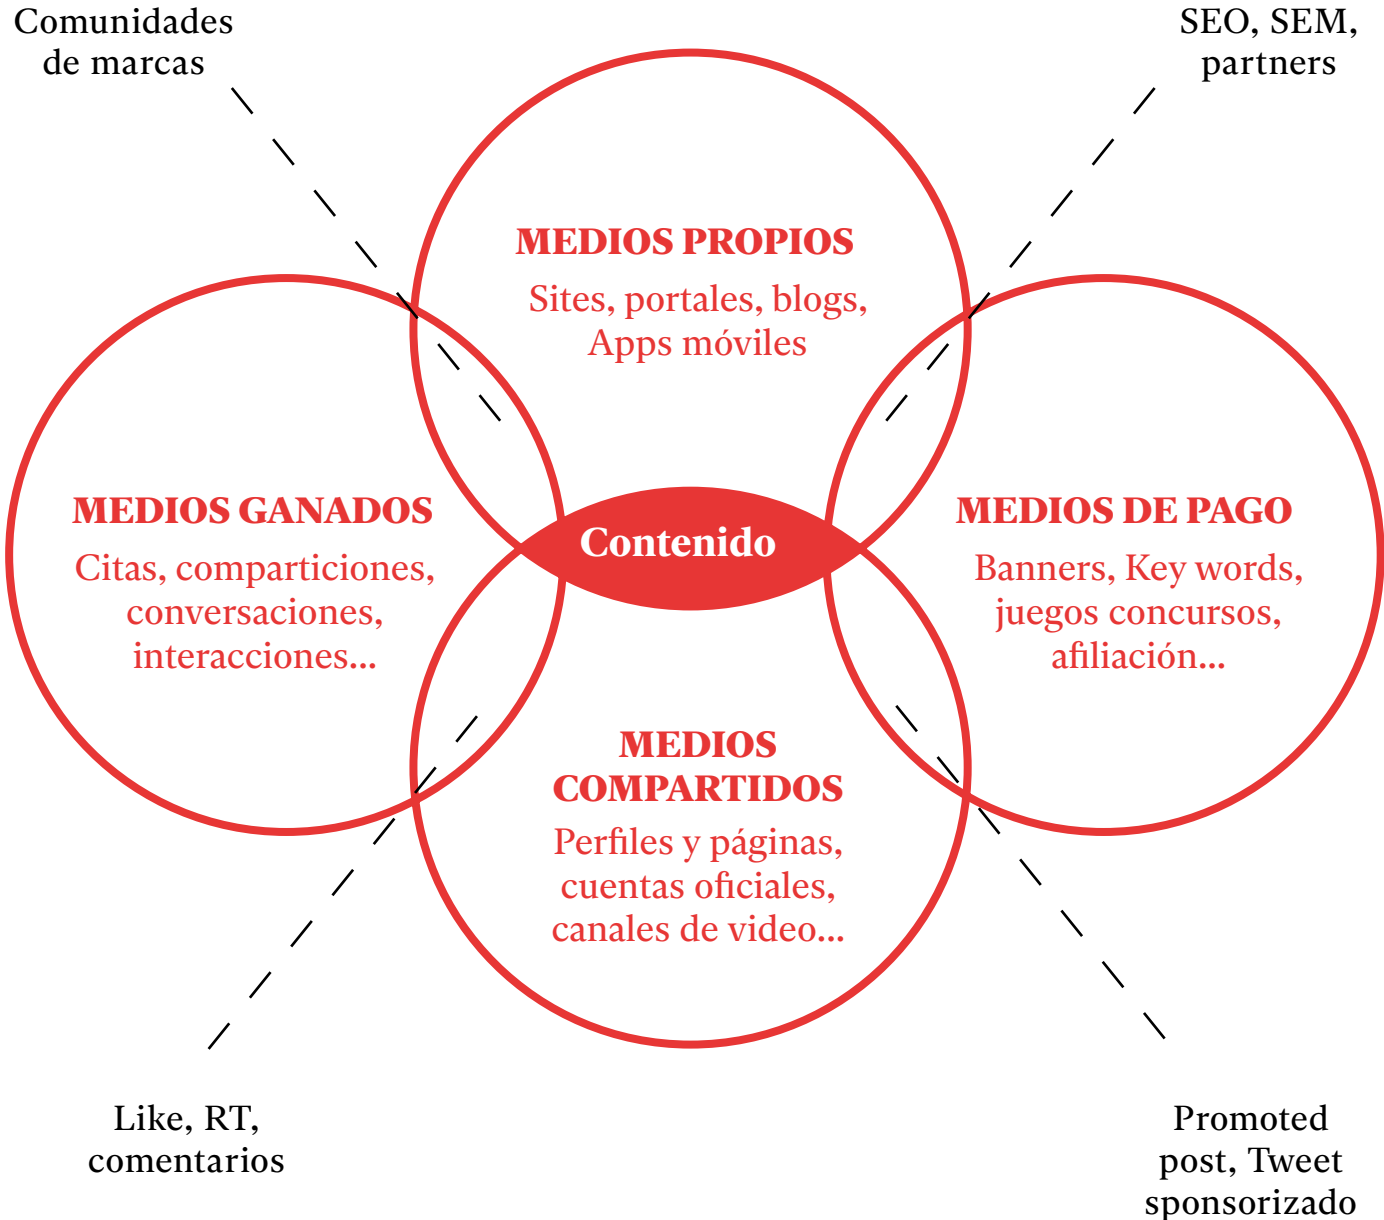 Comunidades
de marcas
SEO, SEM,
partners
MEDIOS PROPIOS
Sites, portales, blogs,
Apps móviles
MEDIOS GANADOS
Citas, comparticiones,
conversaciones,
interacciones...
Contenido
MEDIOS DE PAGO
Banners, Key words,
juegos concursos,
afiliación...
MEDIOS
COMPARTIDOS
Perfiles y páginas,
cuentas oficiales,
canales de video...
Like, RT,
comentarios
Promoted
post, Tweet
sponsorizado